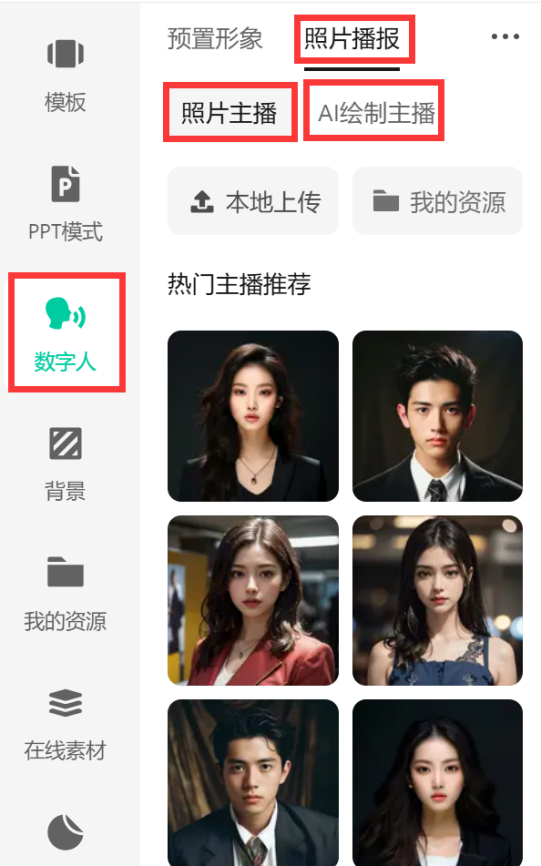 模板
PPT模式
数字人
背景
我的资源
在线素材
预置形象
照片播报
照片主播
AI绘制主播
本地上传
我的资源
热门主播推荐